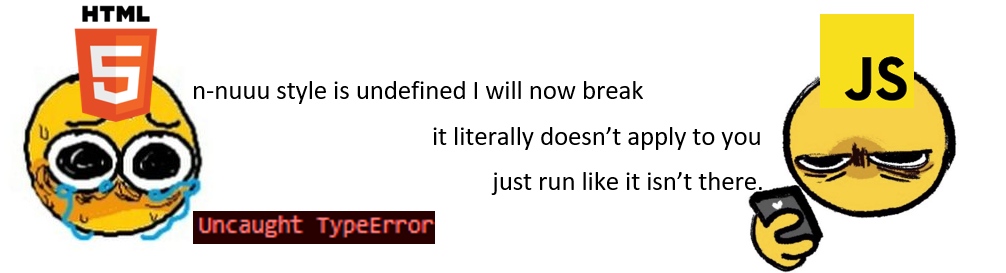 HTML
5
JS
n-nuuu style is undefined I will now break
it literally doesn’t apply to you
just run like it isn’t there.
Uncaught TypeError